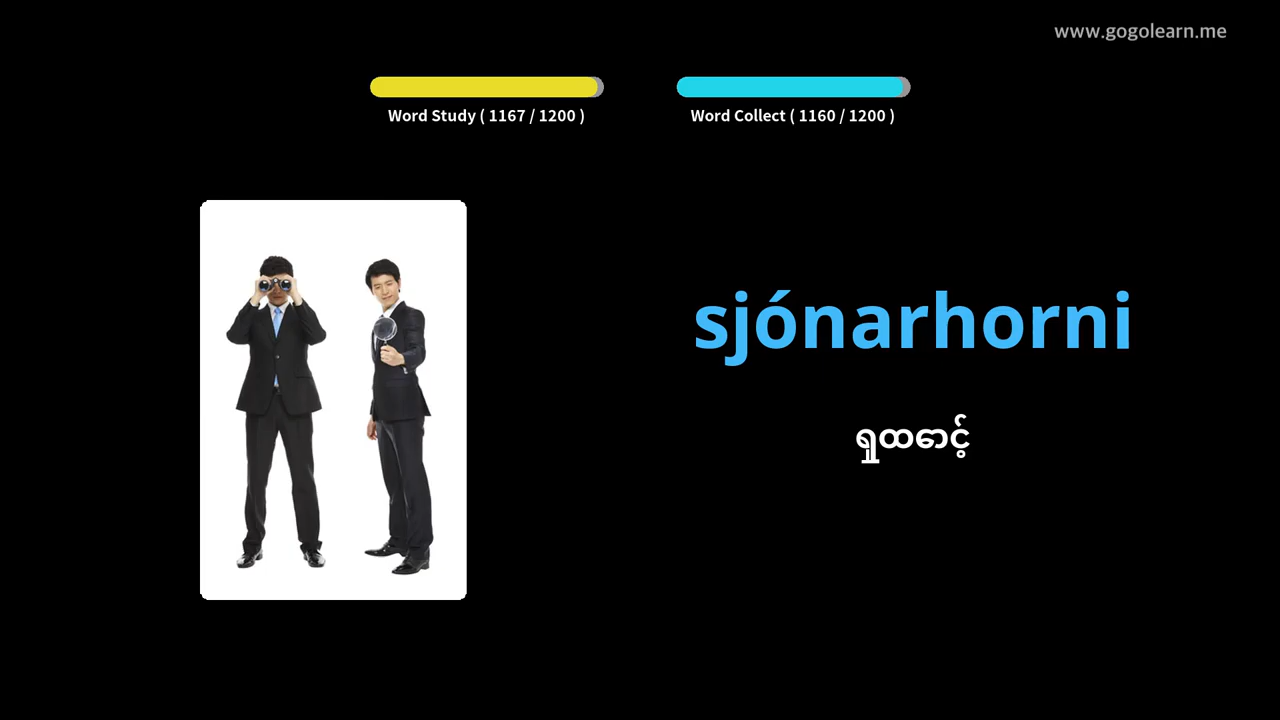 www.gogolearn.me
Word Study ( 1167 / 1200 )
Word Collect ( 1160 / 1200 )
sjónarhorni
ရှုထောင့်